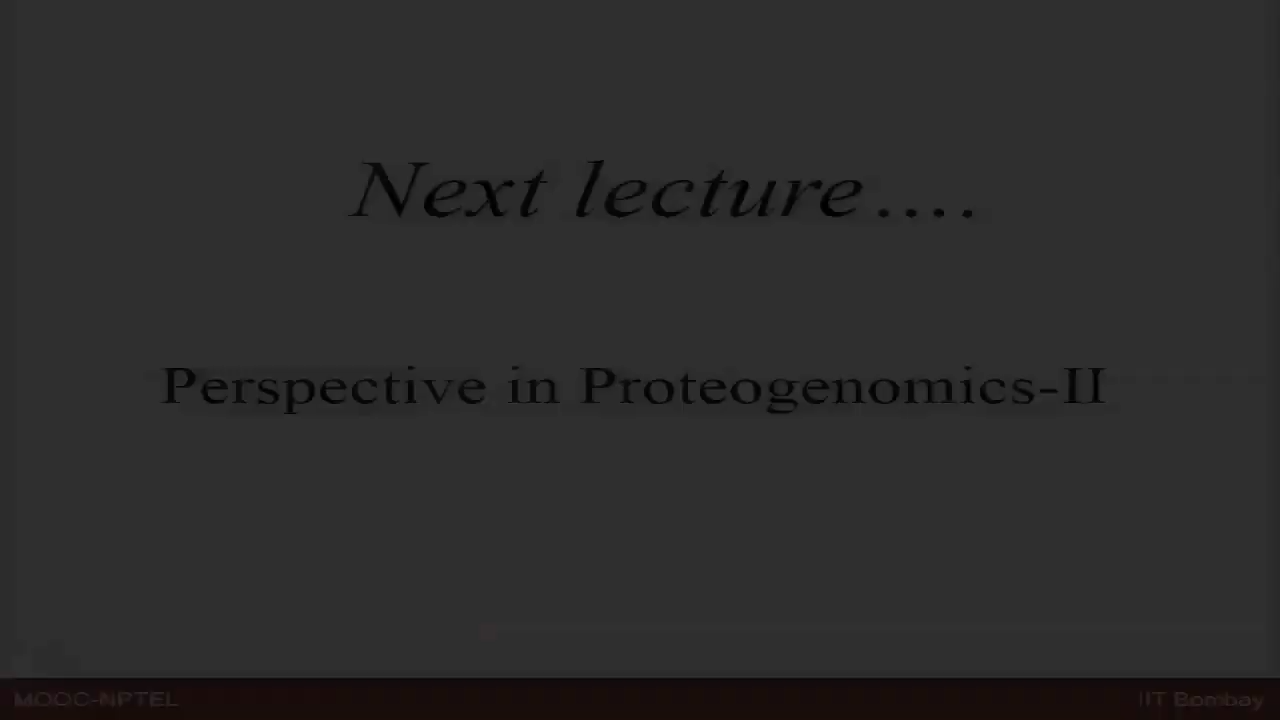 Next lecture....
Perspective in Proteogenomics-II
MOOC-NPTEL
IIT Bombay